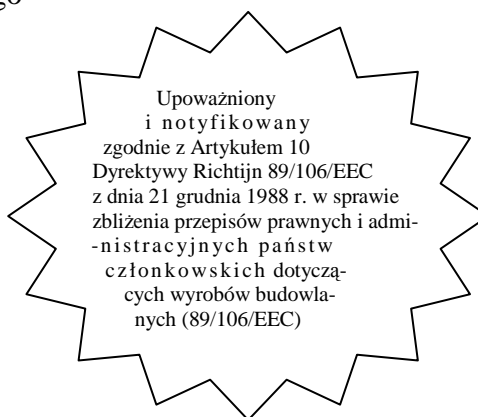 go
Upoważniony
i notyfikowany
zgodnie z Artykułem 10
Dyrektywy Richtijn 89/106/EEC
z dnia 21 grudnia 1988 r. w sprawie
zbliżenia przepisów prawnych i admi-
-nistracyjnych państw
członkowskich dotyczą-
cych wyrobów budowla-
nych (89/106/EEC)